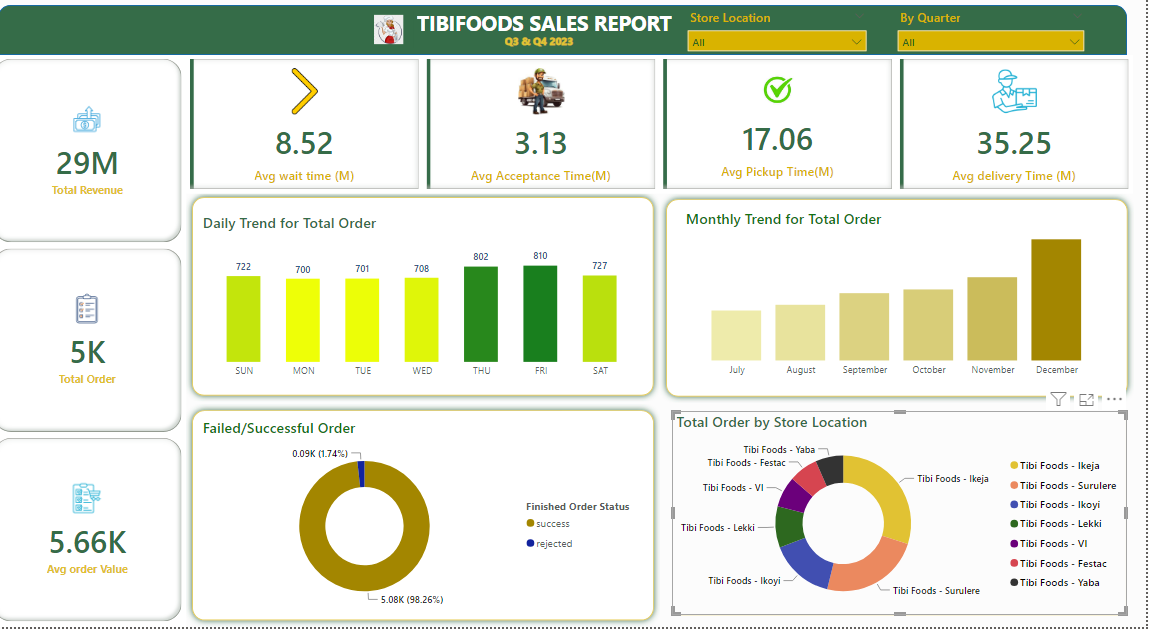 TIBIFOODS SALES REPORT
Q3 & Q4 2023
Store Location
All
By Quarter
All
29M
Total Revenue
8.52
Avg wait time (M)
3.13
Avg Acceptance Time(M)
17.06
Avg Pickup Time(M)
35.25
Avg delivery Time (M)
5K
Total Order
5.66K
Avg order Value
Daily Trend for Total Order
722
700
701
708
802
810
727
SUN
MON
TUE
WED
THU
FRI
SAT
Monthly Trend for Total Order
July
August
September
October
November
December
Failed/Successful Order
0.09K (1.74%)
5.08K (98.26%)
Finished Order Status
success
rejected
Total Order by Store Location
Tibi Foods - Yaba
Tibi Foods - Festac
Tibi Foods - VI
Tibi Foods - Lekki
Tibi Foods - Ikoyi
Tibi Foods - Ikeja
Tibi Foods - Surulere
Tibi Foods - Ikeja
Tibi Foods - Surulere
Tibi Foods - Ikoyi
Tibi Foods - Lekki
Tibi Foods - VI
Tibi Foods - Festac
Tibi Foods - Yaba